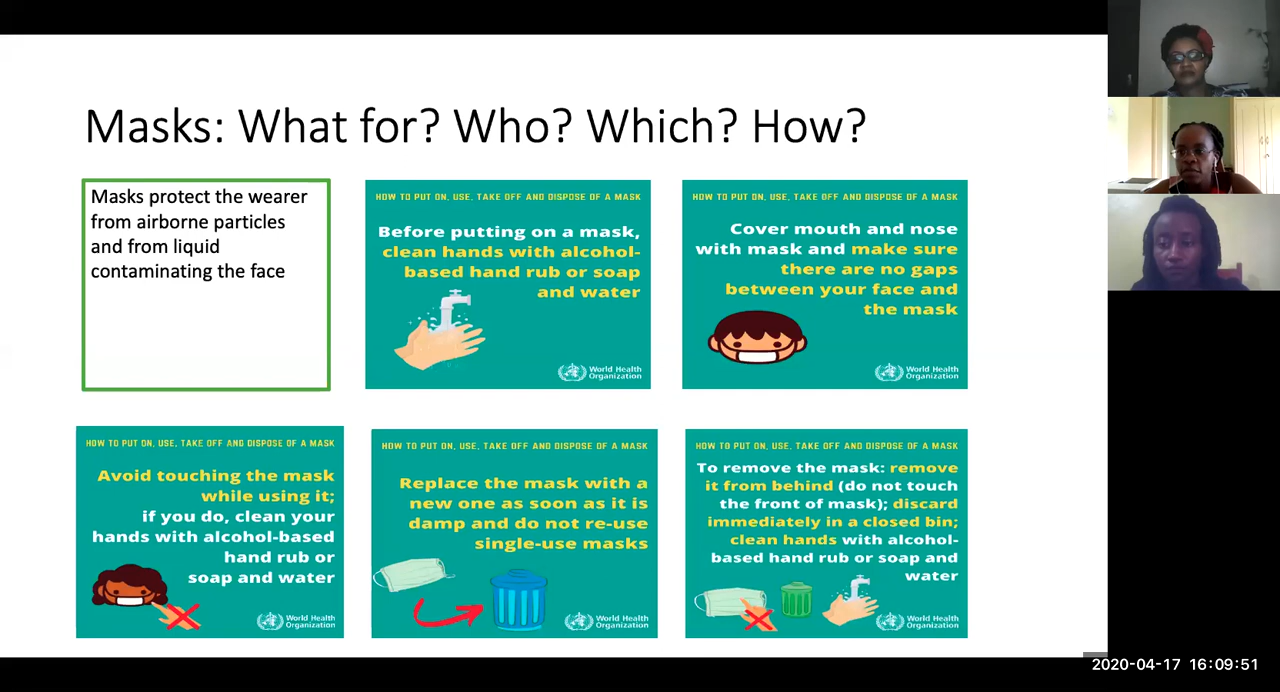 Masks: What for? Who? Which? How?
Masks protect the wearer
from airborne particles
and from liquid
contaminating the face
HOW TO PUT ON, USE, TAKE OFF AND DISPOSE OF A MASK
Before putting on a mask,
clean hands with alcohol-
based hand rub or soap
and water
World Health
Organization
HOW TO PUT ON, USE, TAKE OFF AND DISPOSE OF A MASK
Cover mouth and nose
with mask and make sure
there are no gaps
between your face and
the mask
World Health
Organization
HOW TO PUT ON, USE, TAKE OFF AND DISPOSE OF A MASK
Avoid touching the mask
while using it;
if you do, clean your
hands with alcohol-based
hand rub or
soap and water
World Health
Organization
HOW TO PUT ON, USE, TAKE OFF AND DISPOSE OF A MASK
Replace the mask with a
new one as soon as it is
damp and do not re-use
single-use masks
World Health
Organization
HOW TO PUT ON, USE, TAKE OFF AND DISPOSE OF A MASK
To remove the mask: remove
it from behind (do not touch
the front of mask); discard
immediately in a closed bin;
clean hands with alcohol-
based hand rub or soap and
water
World Health
Organization
2020-04-17 16:09:51